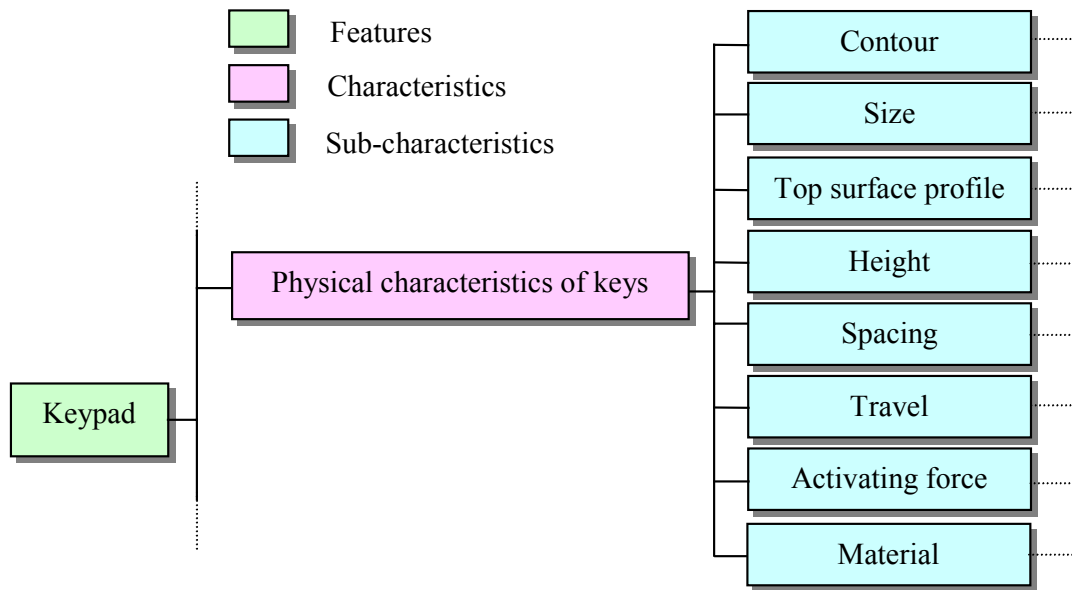 Features
Characteristics
Sub-characteristics
Keypad
Physical characteristics of keys
Contour
Size
Top surface profile
Height
Spacing
Travel
Activating force
Material